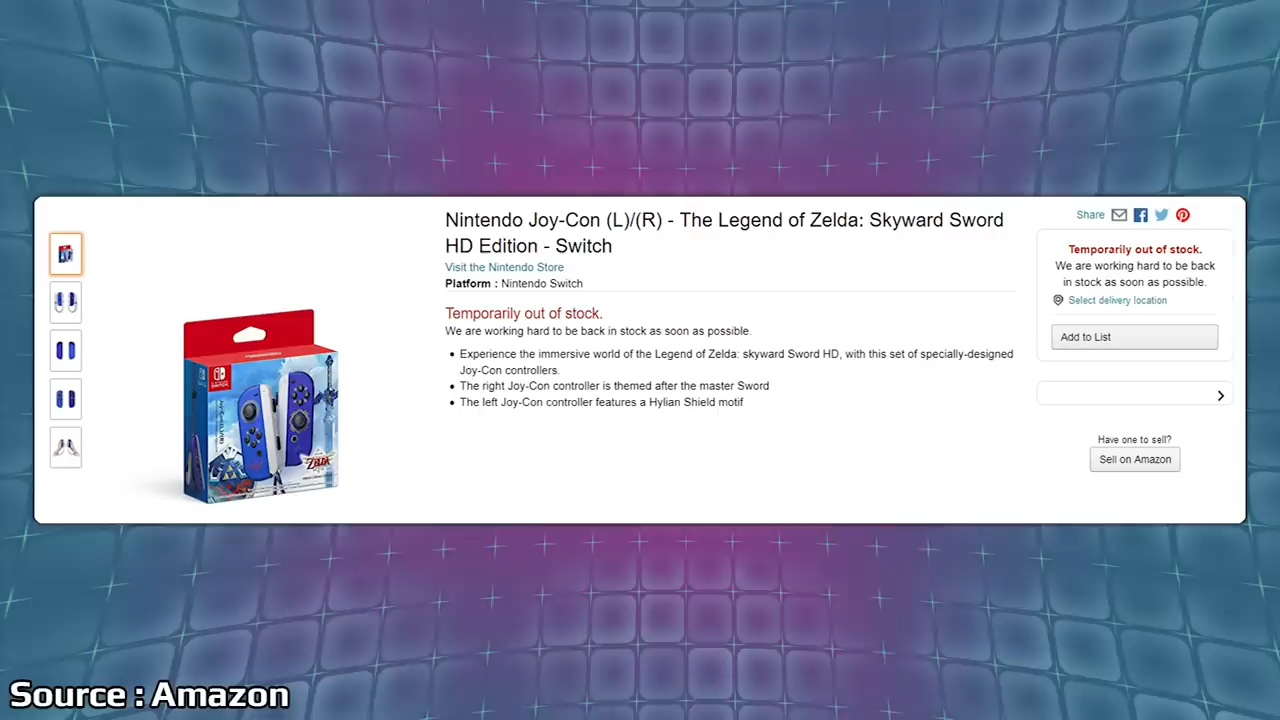 Nintendo Joy-Con (L)/(R) - The Legend of Zelda: Skyward Sword
HD Edition - Switch
Visit the Nintendo Store
Platform : Nintendo Switch
Temporarily out of stock.
We are working hard to be back in stock as soon as possible.
Experience the immersive world of the Legend of Zelda: skyward Sword HD, with this set of specially-designed
Joy-Con controllers.
The right Joy-Con controller is themed after the master Sword
The left Joy-Con controller features a Hylian Shield motif
Share
Temporarily out of stock.
We are working hard to be back
in stock as soon as possible.
Select delivery location
Add to List
Have one to sell?
Sell on Amazon
ZELDA
Source : Amazon